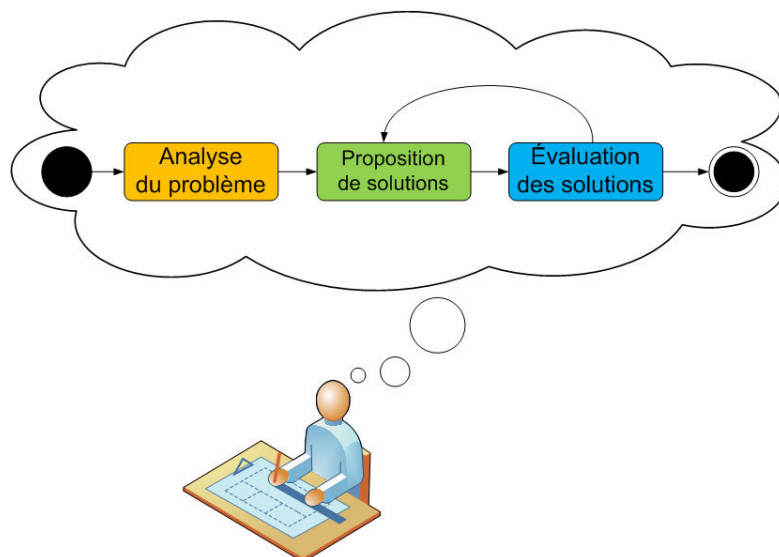 Analyse
du problème
Proposition
de solutions
Évaluation
des solutions